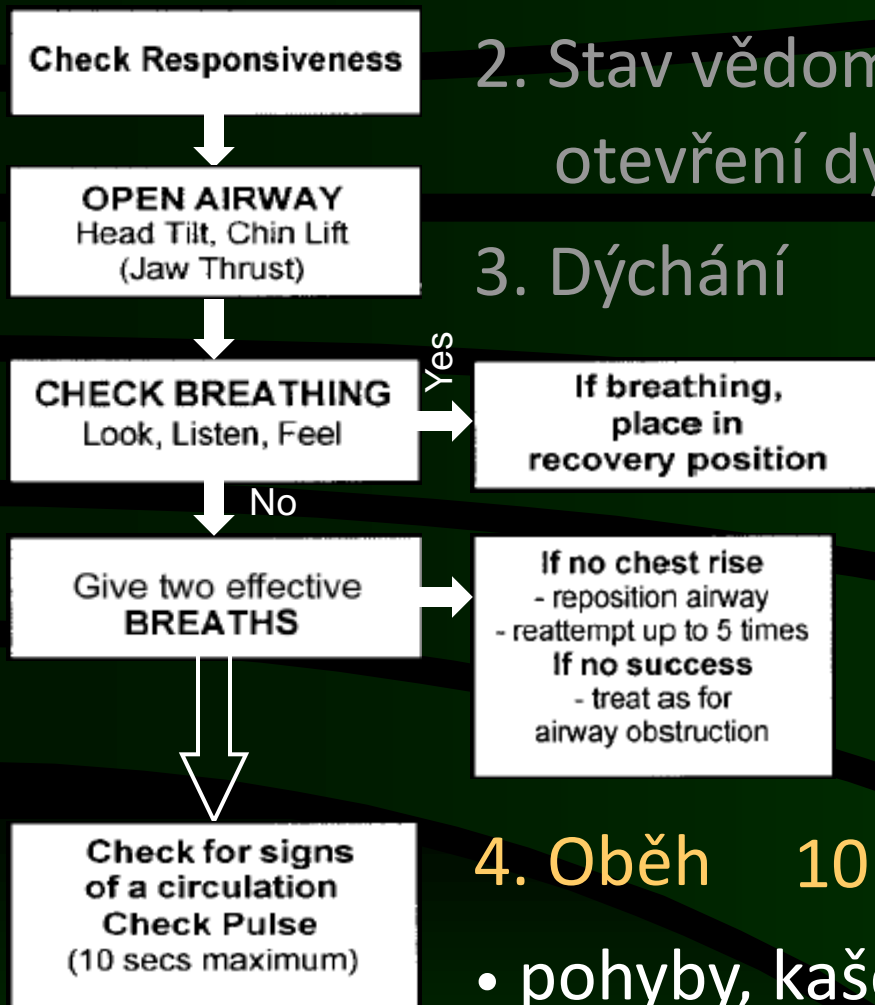 Check Responsiveness
2. Stav vědom
otevření dý
OPEN AIRWAY
Head Tilt, Chin Lift
(Jaw Thrust)
3. Dýchání
CHECK BREATHING
Look, Listen, Feel
Yes
If breathing,
place in
recovery position
No
Give two effective
BREATHS
If no chest rise
- reposition airway
- reattempt up to 5 times
If no success
- treat as for
airway obstruction
Check for signs
of a circulation
Check Pulse
(10 secs maximum)
4. Oběh 10
• pohyby, kaše